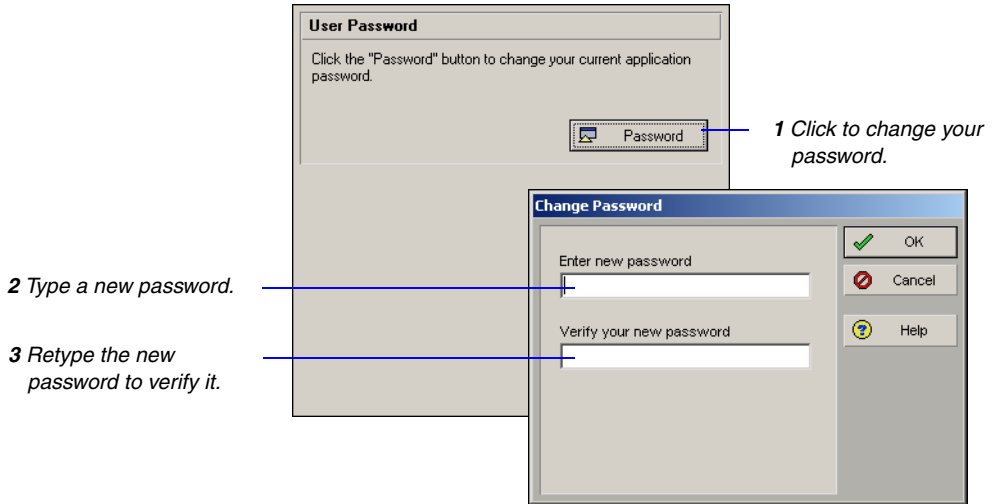 User Password
Click the "Password" button to change your current application
password.
Password
1 Click to change your
password.
Change Password
Enter new password
OK
Cancel
2 Type a new password.
Verify your new password
Help
3 Retype the new
password to verify it.